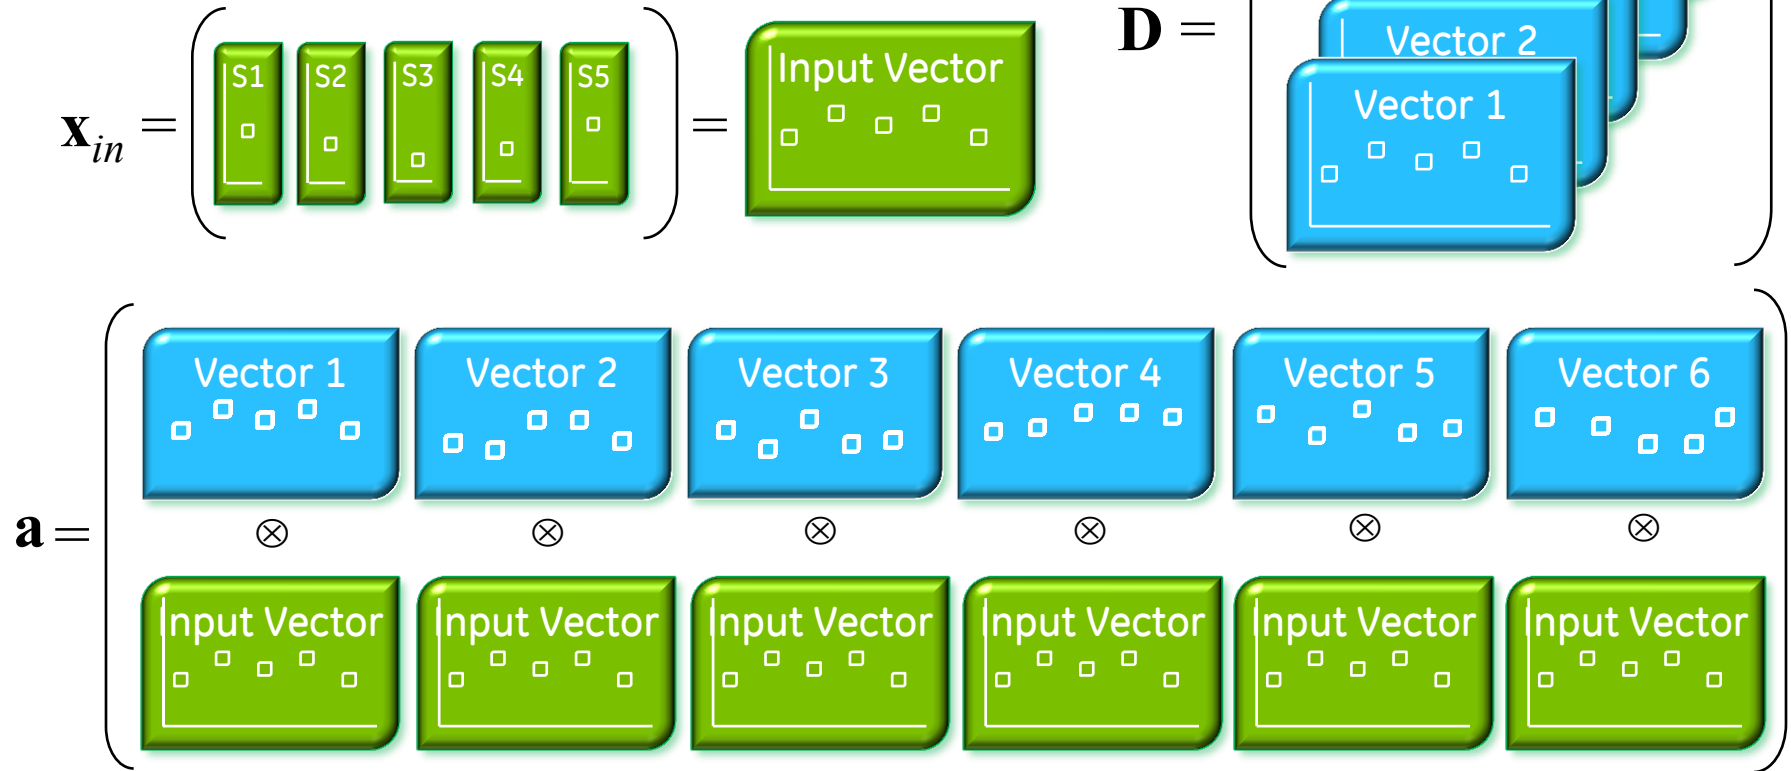 x_in = ( S1 S2 S3 S4 S5 ) = Input Vector
D = ( Vector 2
Vector 1 )
a = ( Vector 1 Vector 2 Vector 3 Vector 4 Vector 5 Vector 6
⊗ ⊗ ⊗ ⊗ ⊗ ⊗
Input Vector Input Vector Input Vector Input Vector Input Vector Input Vector )